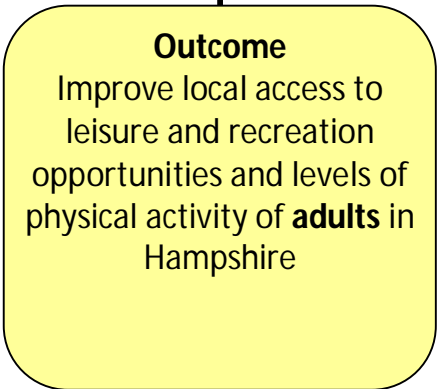 Outcome
Improve local access to
leisure and recreation
opportunities and levels of
physical activity of adults in
Hampshire